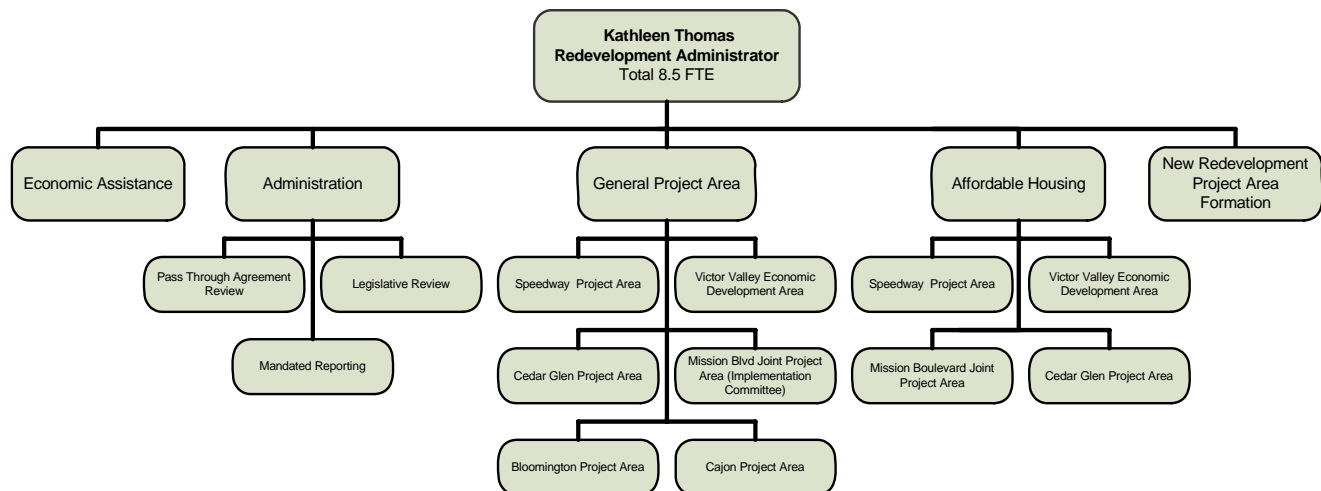 Kathleen Thomas
Redevelopment Administrator
Total 8.5 FTE
Economic Assistance
Administration
General Project Area
Affordable Housing
New Redevelopment
Project Area
Formation
Pass Through Agreement
Review
Legislative Review
Speedway Project Area
Victor Valley Economic
Development Area
Speedway Project Area
Victor Valley Economic
Development Area
Mandated Reporting
Cedar Glen Project Area
Mission Blvd Joint Project
Area (Implementation
Committee)
Mission Boulevard Joint
Project Area
Cedar Glen Project Area
Bloomington Project Area
Cajon Project Area